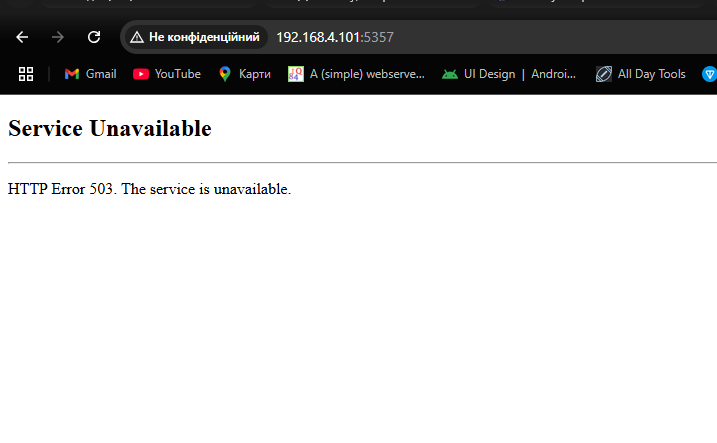 Не конфіденційний 192.168.4.101:5357
Gmail YouTube Карти A (simple) webserve... UI Design | Androi... All Day Tools
Service Unavailable
HTTP Error 503. The service is unavailable.